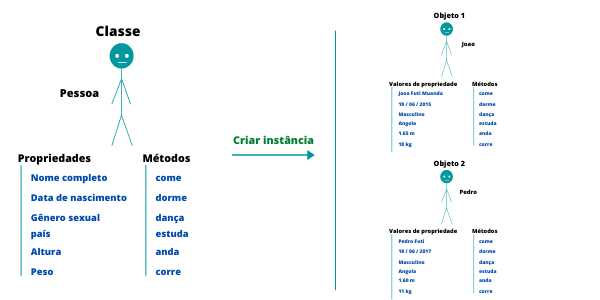 Classe
Pessoa
Propriedades
Nome completo
Data de nascimento
Gênero sexual
país
Altura
Peso
Métodos
come
dorme
dança
estuda
anda
corre
Criar instância
Objeto 1
Joao
Valores de propriedade
Joao Futi Muanda
18 / 06 / 2015
Masculino
Angola
1.65 m
18 kg
Métodos
come
dorme
dança
estuda
anda
corre
Objeto 2
Pedro
Valores de propriedade
Pedro Futi
18 / 06 / 2017
Masculino
Angola
1.60 m
11 kg
Métodos
come
dorme
dança
estuda
anda
corre